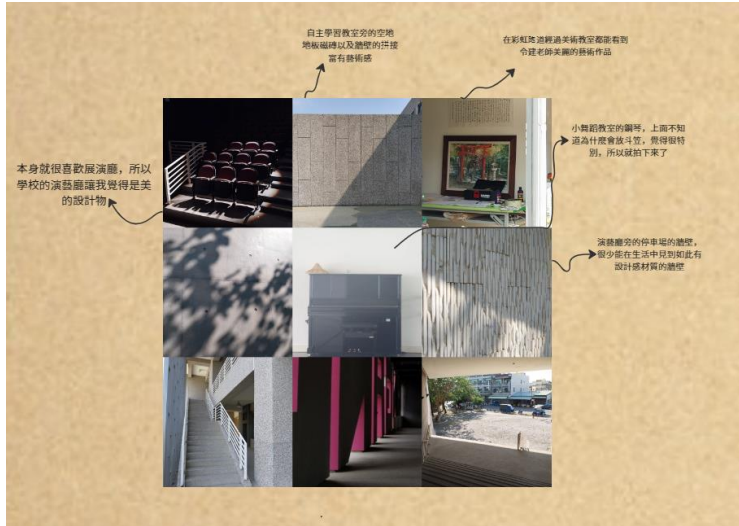 自主學習教室旁的空地
地板磁磚以及牆壁的拼接
富有藝術感
在彩虹跑道經過美術教室都能看到
令建老師美麗的藝術作品
小舞蹈教室的鋼琴，上面不知
道為什麼會放斗笠，覺得很特
別，所以就拍下來了
本身就很喜歡展演廳，所以
學校的演藝廳讓我覺得是美
的設計物
演藝廳旁的停車場的牆壁，
很少能在生活中見到如此有
設計感材質的牆壁